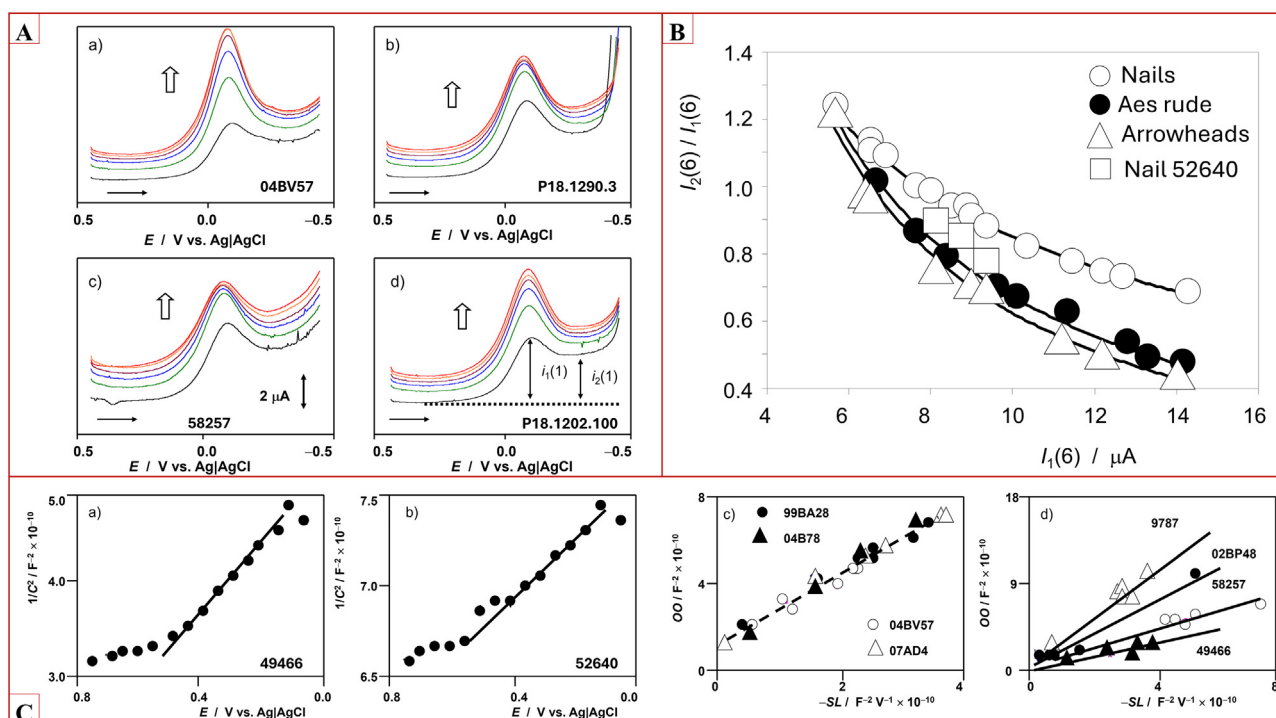 A
a)
04BV57
0.5
0.0
–0.5
E / V vs. Ag|AgCl
b)
P18.1290.3
0.5
0.0
–0.5
E / V vs. Ag|AgCl
c)
2 μA
58257
0.5
0.0
–0.5
E / V vs. Ag|AgCl
d)
i1(1)
i2(1)
P18.1202.100
0.5
0.0
–0.5
E / V vs. Ag|AgCl
B
I2(6) / I1(6)
1.4
1.2
1.0
0.8
0.6
0.4
Nails
Aes rude
Arrowheads
Nail 52640
4
6
8
10
12
14
16
I1(6) / μA
C
1/C² / F⁻² × 10⁻¹⁰
5.0
4.0
3.0
a)
49466
0.8
0.4
0.0
E / V vs. Ag|AgCl
1/C² / F⁻² × 10⁻¹⁰
7.5
7.0
6.5
b)
52640
0.8
0.4
0.0
E / V vs. Ag|AgCl
OO / F⁻² × 10⁻¹⁰
8
4
0
c)
99BA28
04B78
04BV57
07AD4
0
2
4
–SL / F⁻² V⁻¹ × 10⁻¹⁰
OO / F⁻² × 10⁻¹⁰
18
9
0
d)
9787
02BP48
58257
49466
0
4
8
–SL / F⁻² V⁻¹ × 10⁻¹⁰